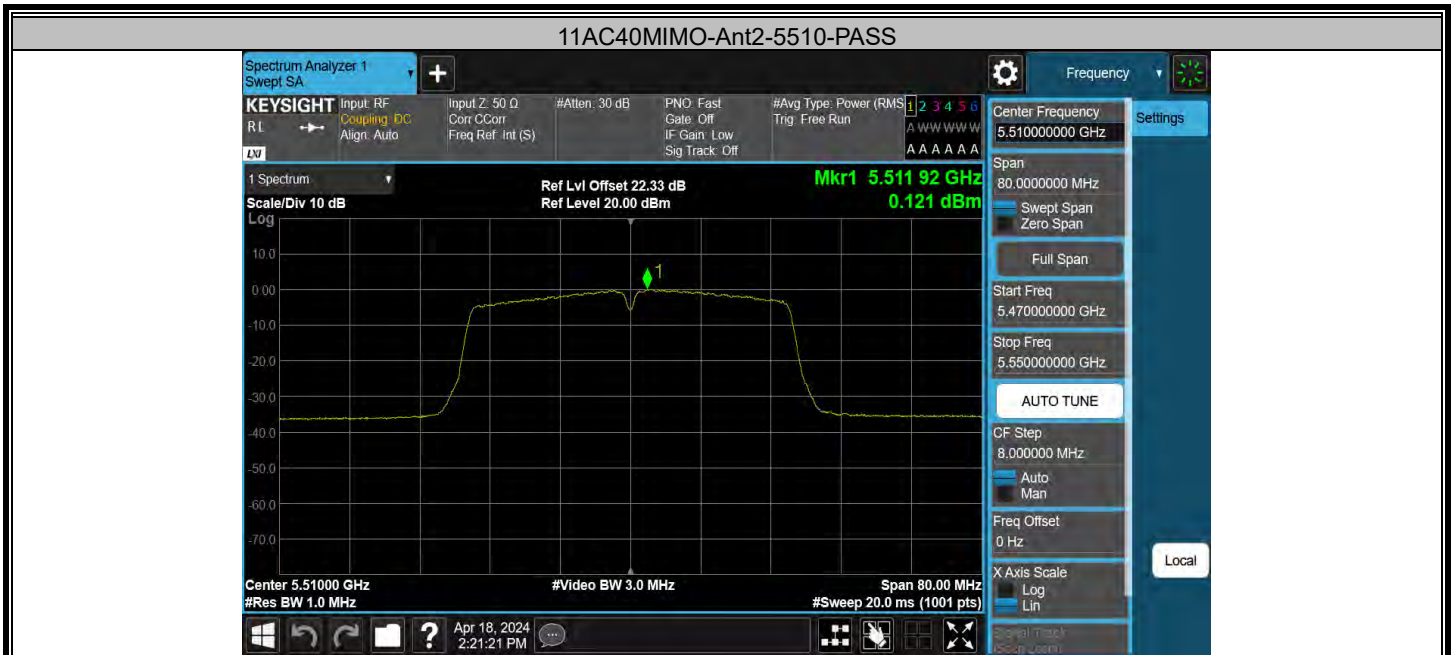 11AC40MIMO-Ant2-5510-PASS
Spectrum Analyzer 1
Swept SA
+
Frequency
KEYSIGHT
RL
LXI
Input: RF
Coupling: DC
Align: Auto
Input Z: 50 Ω
Corr CCorr
Freq Ref: Int (S)
#Atten: 30 dB
PNO: Fast
Gate: Off
IF Gain: Low
Sig Track: Off
#Avg Type: Power (RMS
Trig: Free Run
1 2 3 4 5 6
A W W W W W
A A A A A A
1 Spectrum
Scale/Div 10 dB
Log
Ref Lvl Offset 22.33 dB
Ref Level 20.00 dBm
Mkr1 5.511 92 GHz
0.121 dBm
1
10.0
0.00
-10.0
-20.0
-30.0
-40.0
-50.0
-60.0
-70.0
Center 5.51000 GHz
#Res BW 1.0 MHz
#Video BW 3.0 MHz
Span 80.00 MHz
#Sweep 20.0 ms (1001 pts)
Center Frequency
5.510000000 GHz
Span
80.0000000 MHz
Swept Span
Zero Span
Full Span
Start Freq
5.470000000 GHz
Stop Freq
5.550000000 GHz
AUTO TUNE
CF Step
8.000000 MHz
Auto
Man
Freq Offset
0 Hz
X Axis Scale
Log
Lin
Settings
Local
?
Apr 18, 2024
2:21:21 PM